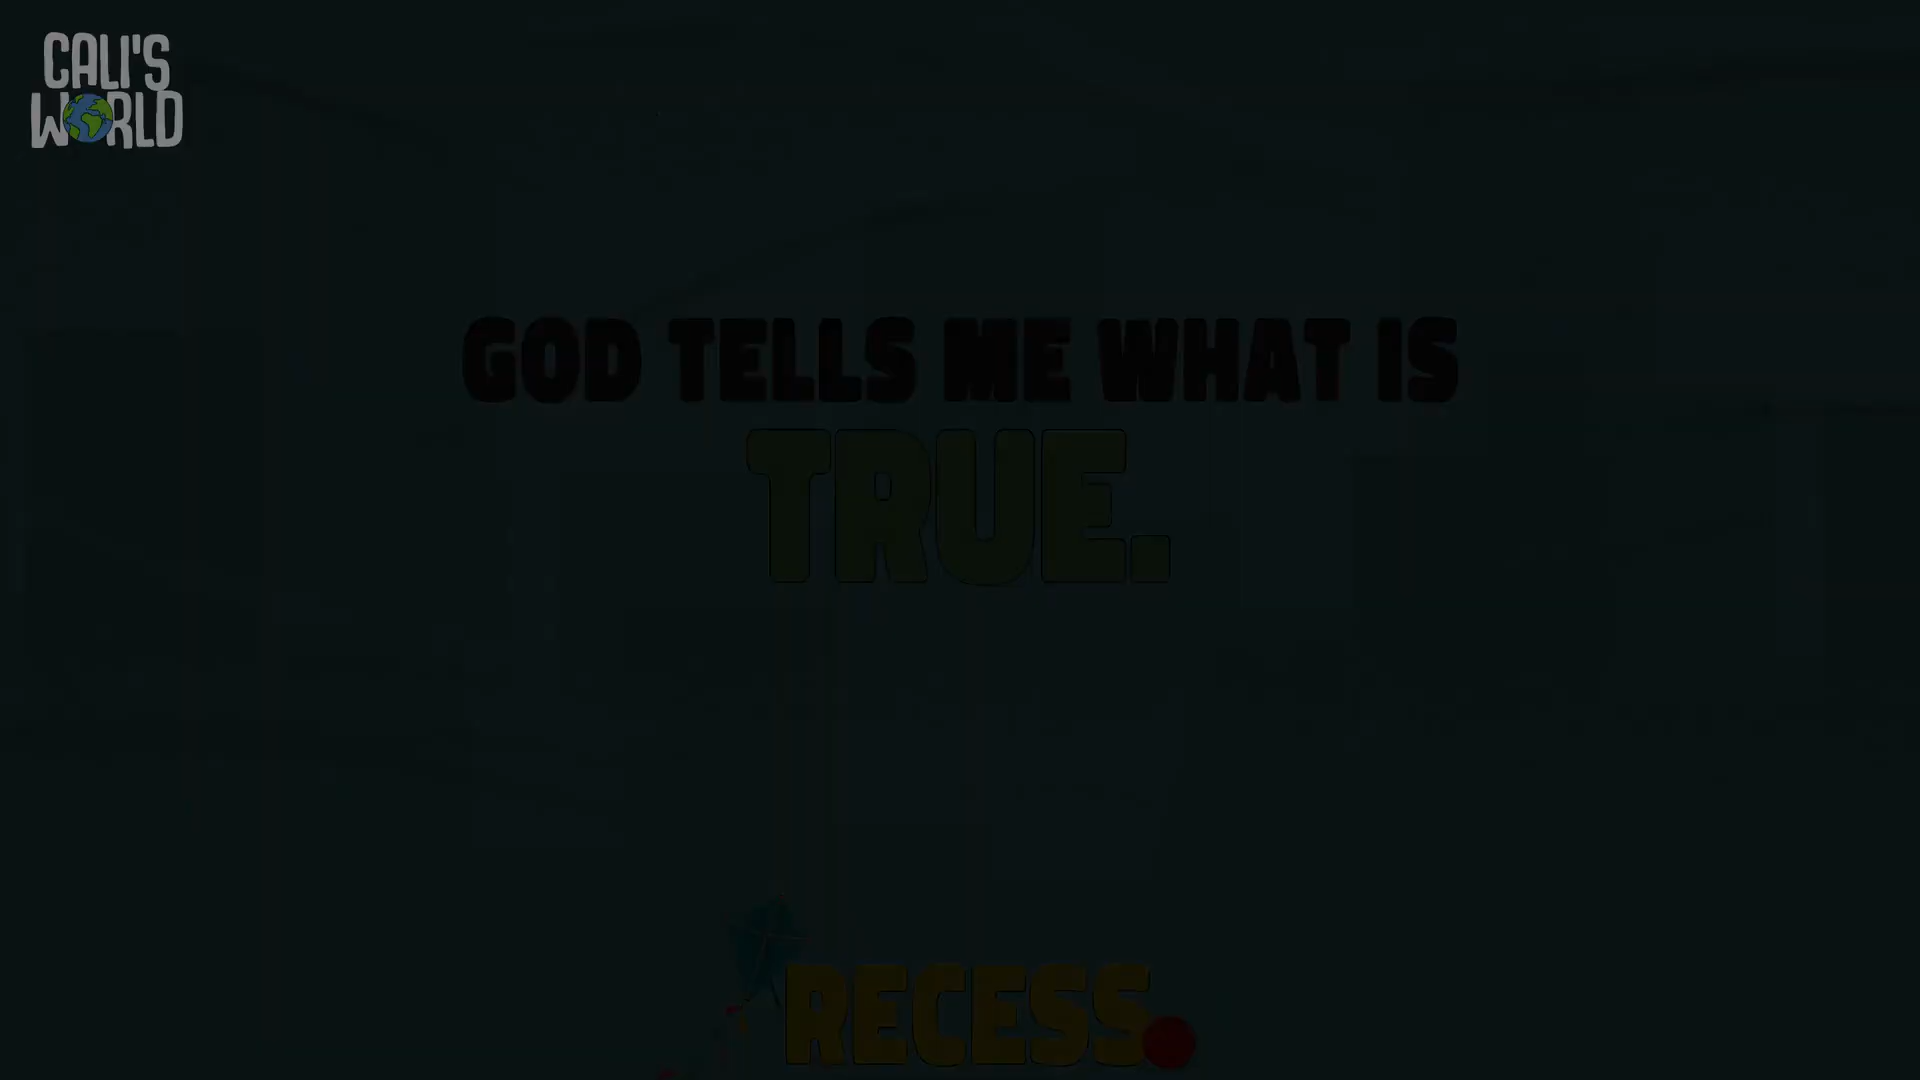 CALI'S
WORLD
GOD TELLS ME WHAT IS
TRUE.
RECESS